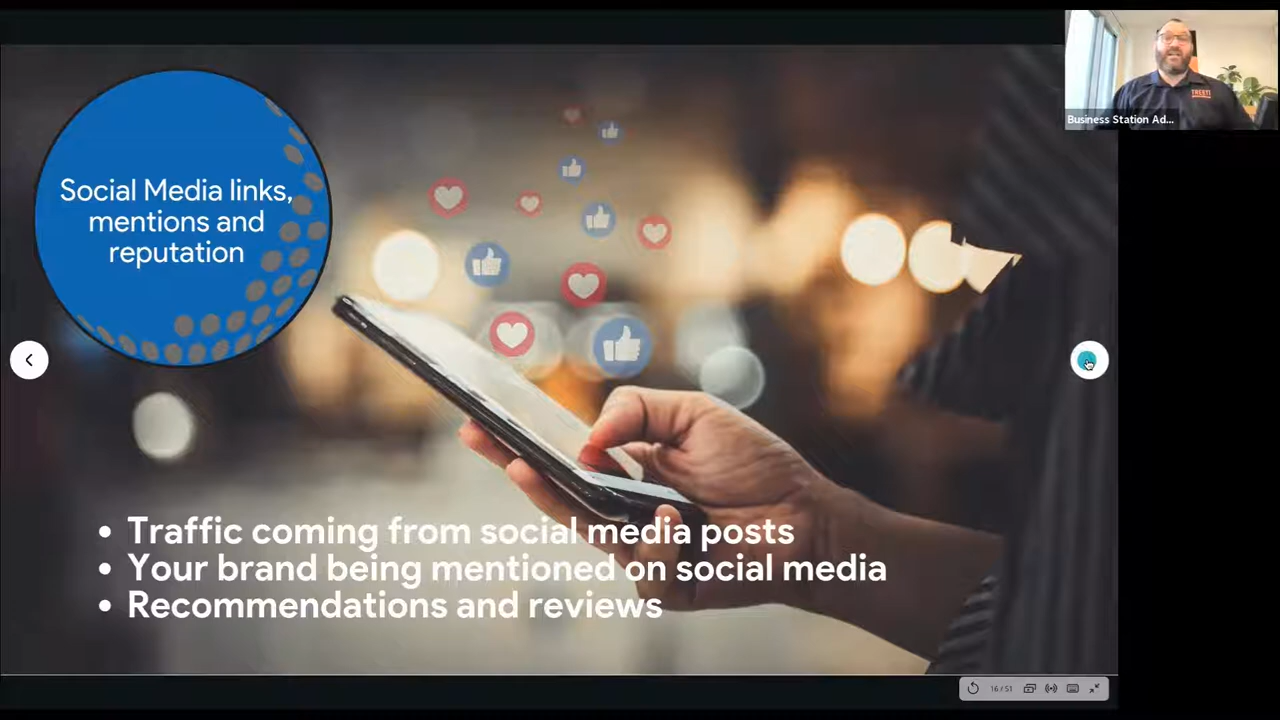 Social Media links,
mentions and
reputation
Business Station Ad...
• Traffic coming from social media posts
• Your brand being mentioned on social media
• Recommendations and reviews
16 / 51